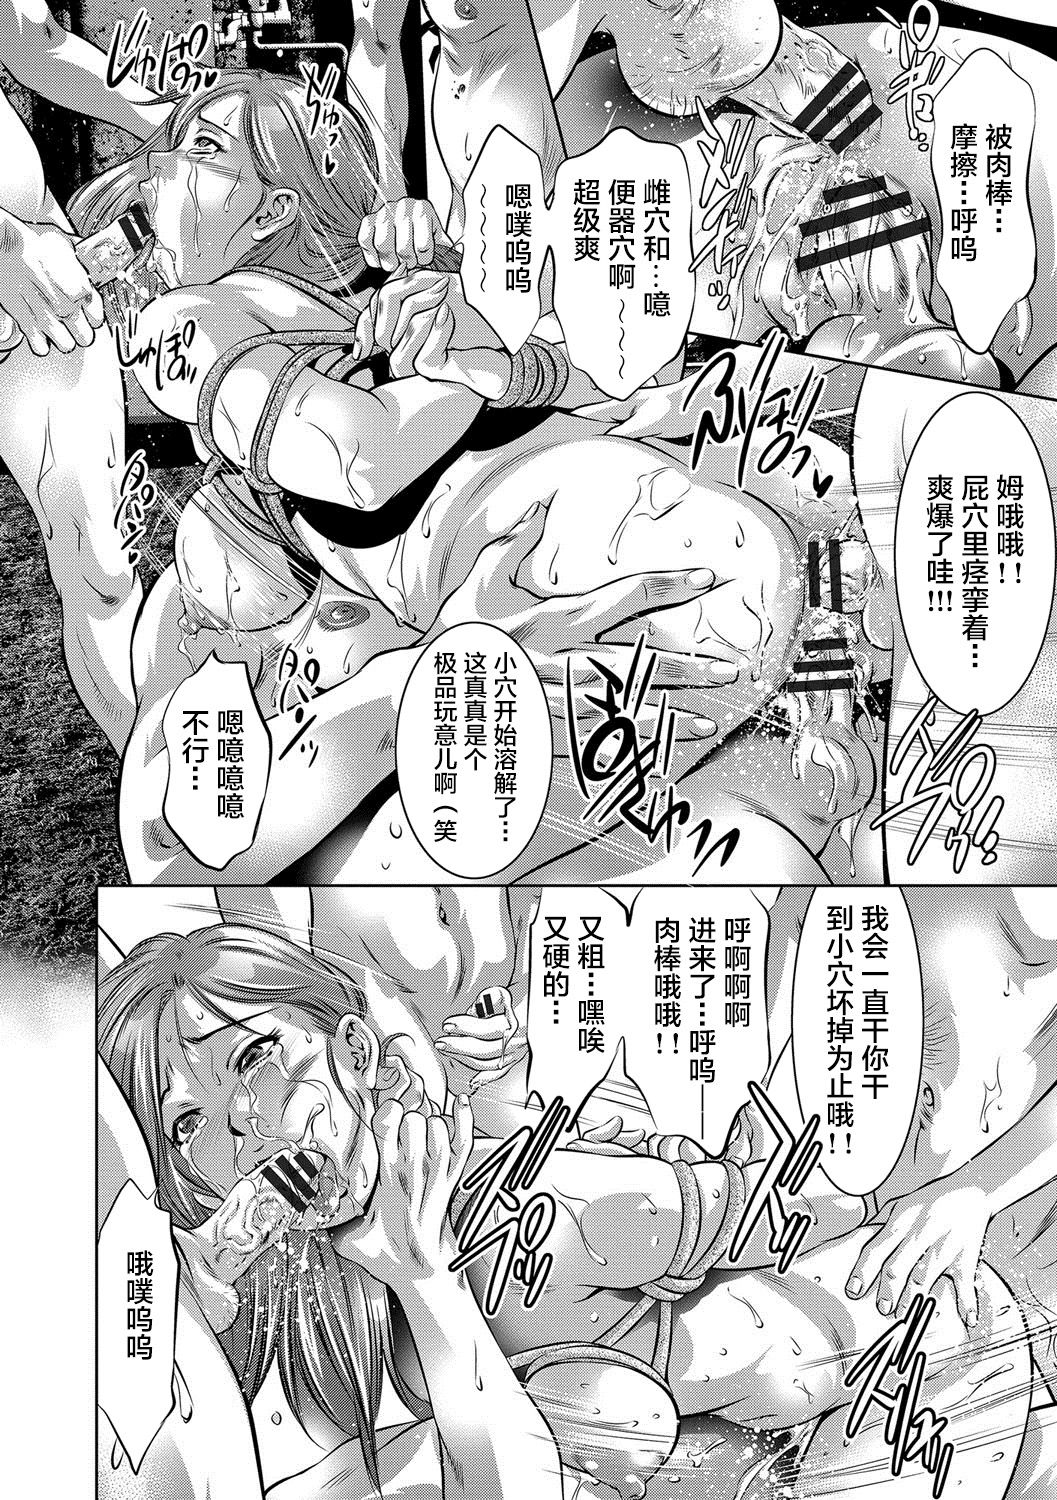 被肉棒…
摩擦…呼呜
雌穴和…噫
便器穴啊～～～～
超级爽
嗯噗呜呜
～～～～～
姆哦哦!!
屁穴里痉挛着…
爽爆了哇!!!
小穴开始溶解了…
这真真是个
极品玩意儿啊（笑
嗯噫噫噫
不行…
我会一直干你干
到小穴坏掉为止哦!!
呼啊啊啊
进来了…呼呜——
肉棒哦哦!!
又粗…嘿唉
又硬的…
哦噗呜呜